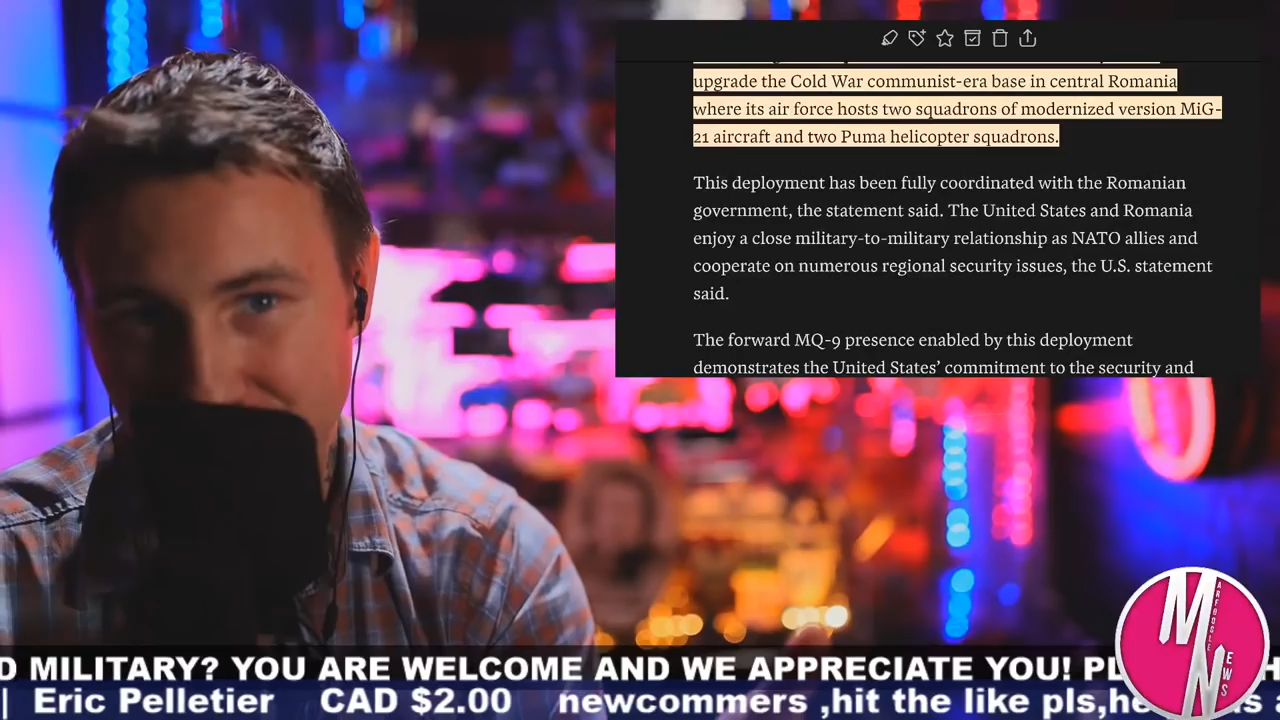 upgrade the Cold War communist-era base in central Romania
where its air force hosts two squadrons of modernized version MiG-
21 aircraft and two Puma helicopter squadrons.
This deployment has been fully coordinated with the Romanian
government, the statement said. The United States and Romania
enjoy a close military-to-military relationship as NATO allies and
cooperate on numerous regional security issues, the U.S. statement
said.
The forward MQ-9 presence enabled by this deployment
demonstrates the United States’ commitment to the security and
MN
NEWS
D MILITARY? YOU ARE WELCOME AND WE APPRECIATE YOU! PL
| Eric Pelletier CAD $2.00 newcommers ,hit the like pls,he